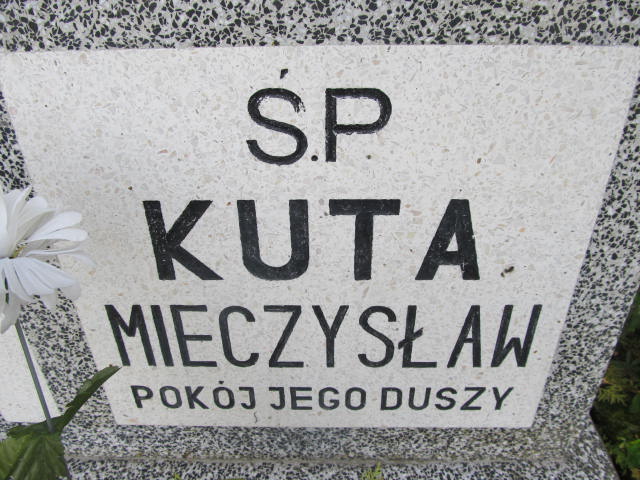 Ś.P
KUTA
MIECZYSŁAW
POKÓJ JEGO DUSZY